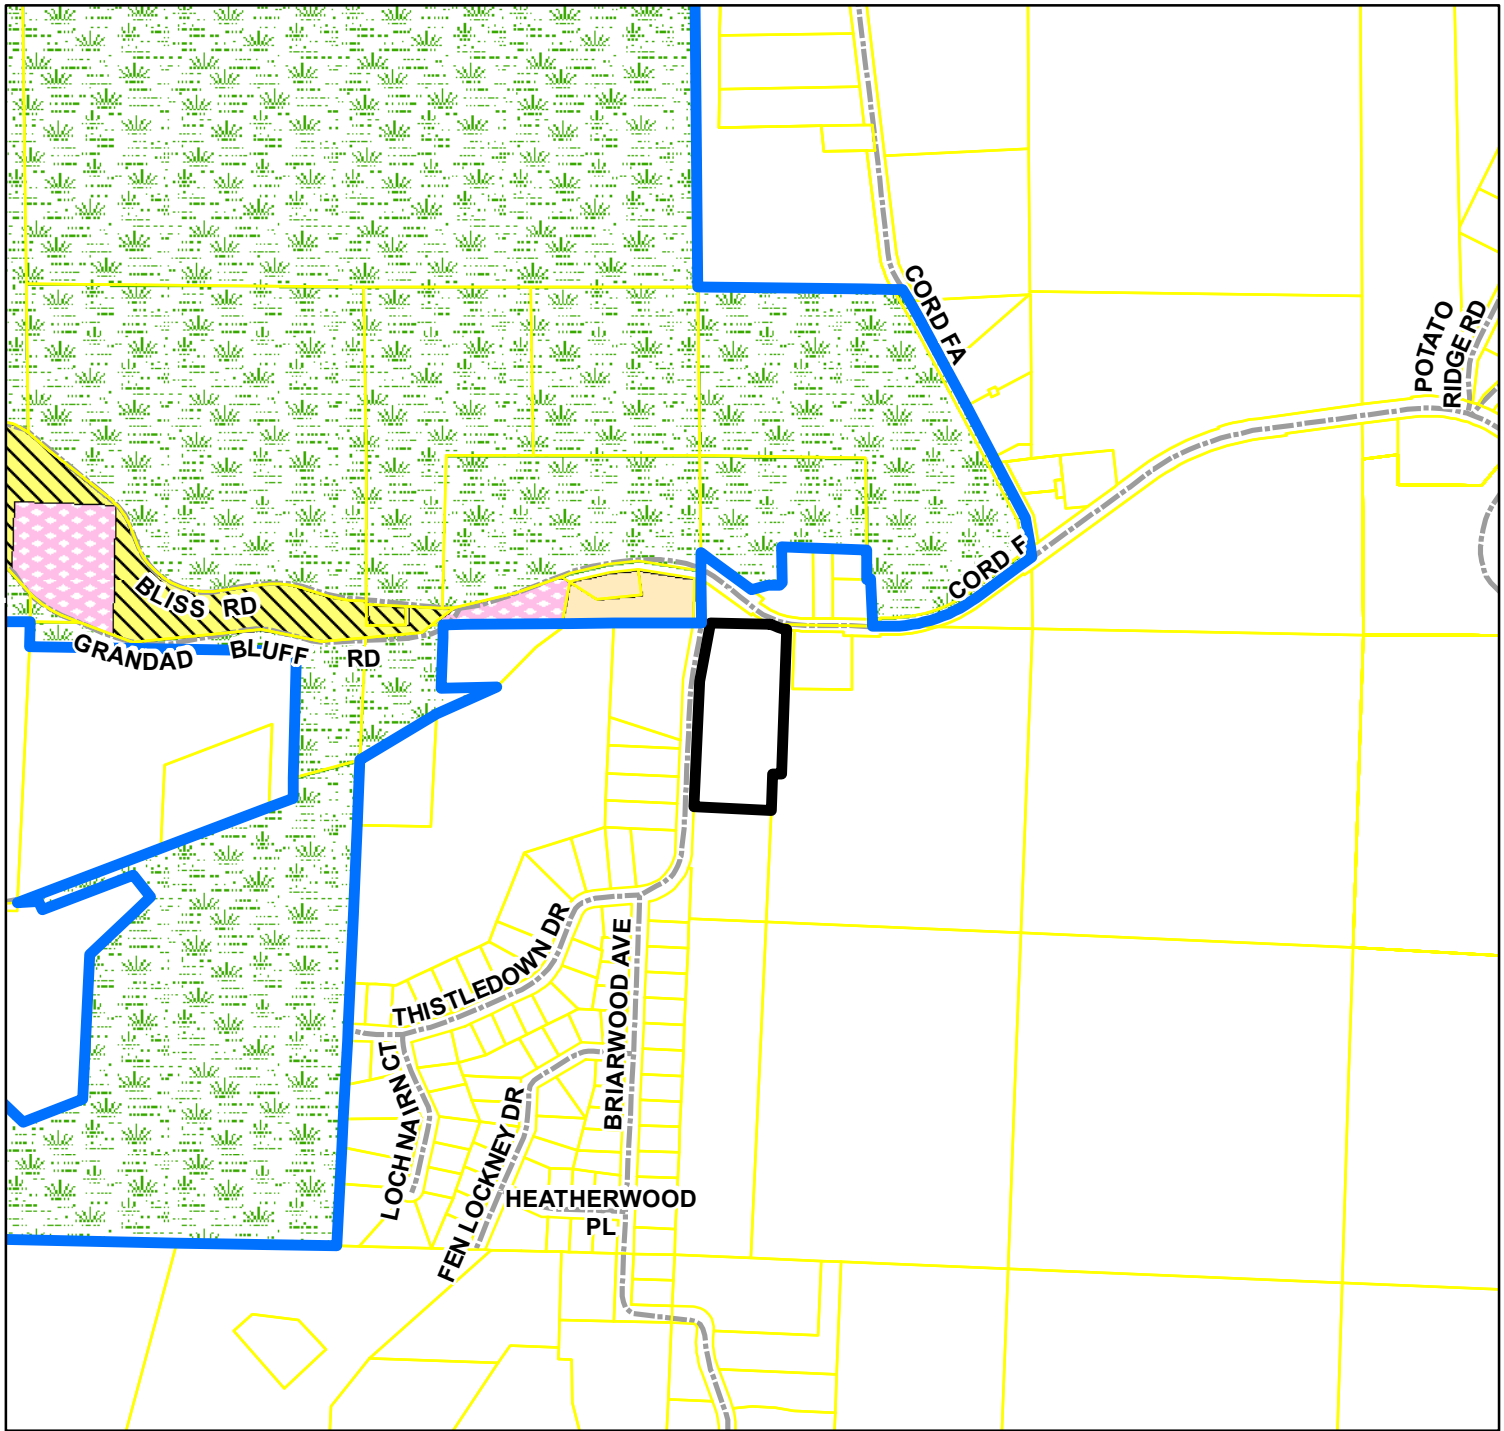 CORD FA
POTATO
RIDGE RD
CORD F
BLISS RD
GRANDAD BLUFF RD
THISTLEDOWN DR
BRIARWOOD AVE
LOCH NAIRN CT
FEN LOCKNEY DR
HEATHERWOOD
PL